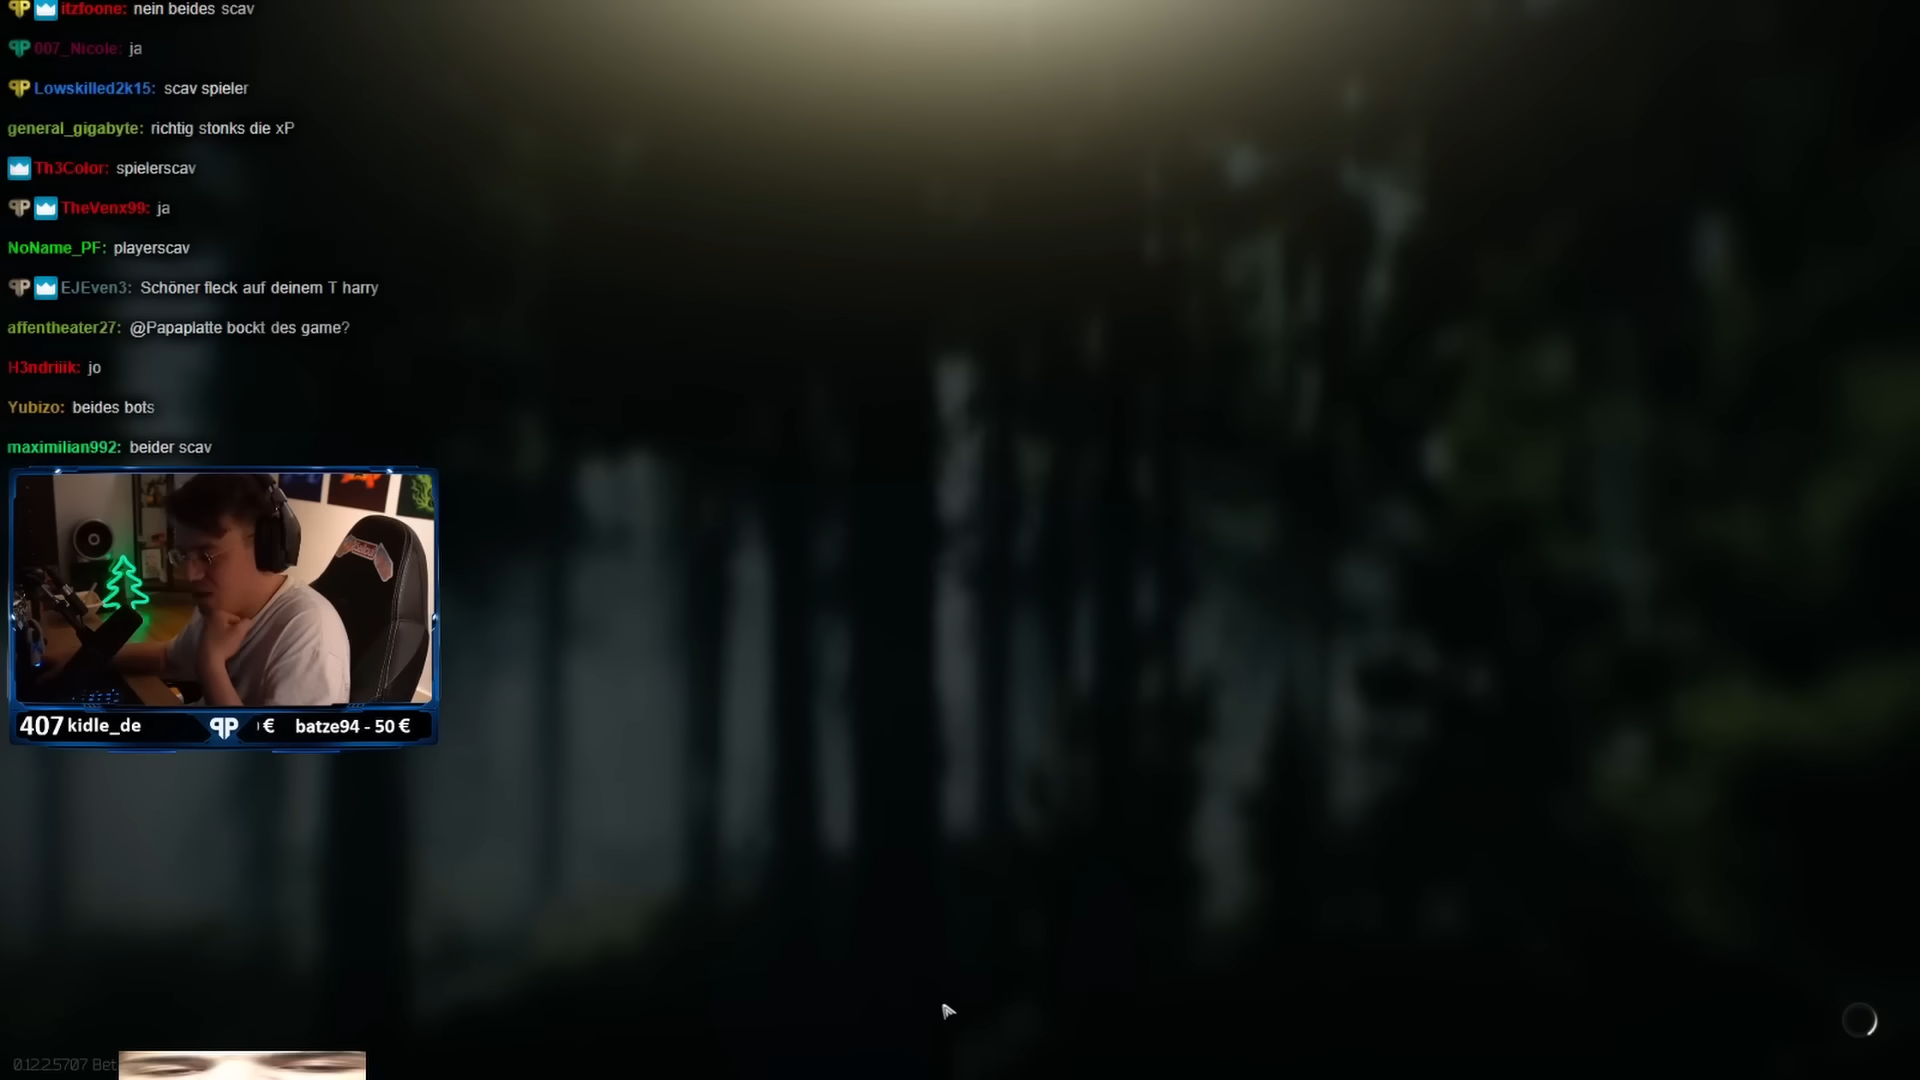 itzfoone: nein beides scav
007_Nicole: ja
Lowskilled2k15: scav spieler
general_gigabyte: richtig stonks die xP
Th3Color: spielerscav
TheVenx99: ja
NoName_PF: playerscav
EJEven3: Schöner fleck auf deinem T harry
affentheater27: @Papaplatte bockt des game?
H3ndriiik: jo
Yubizo: beides bots
maximilian992: beider scav
407 kidle_de PP € batze94 - 50 €
0.12.2.5707 Bet